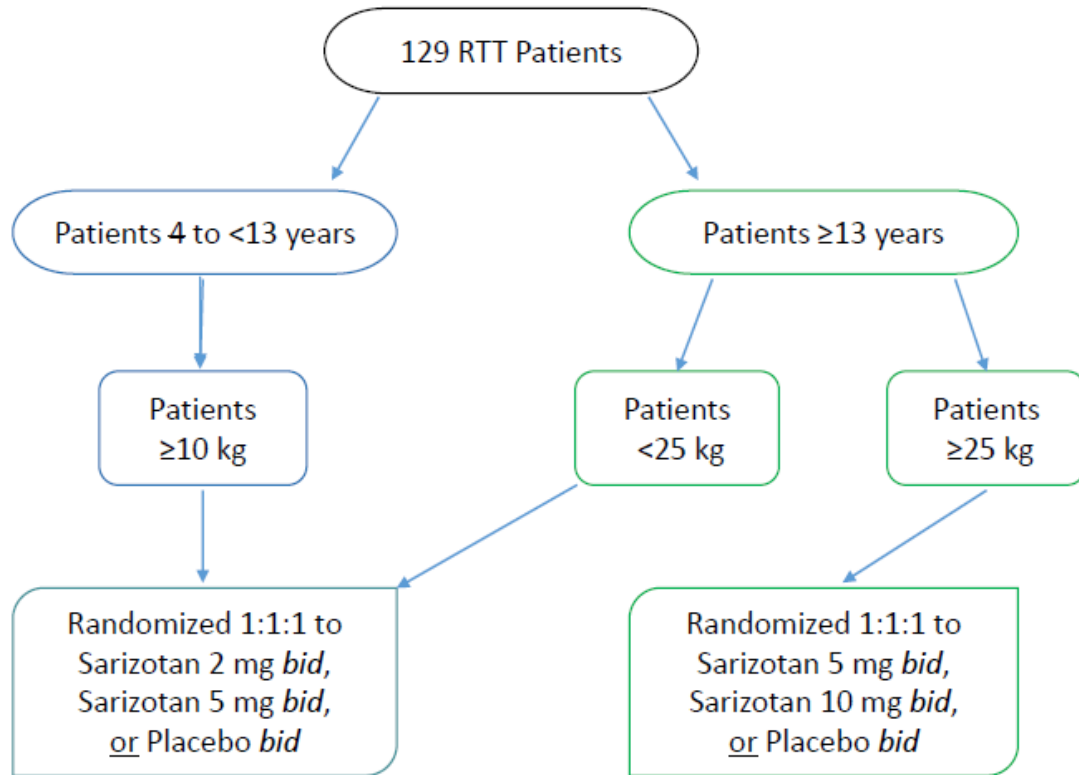 129 RTT Patients
Patients 4 to <13 years
Patients ≥13 years
Patients
≥10 kg
Patients
<25 kg
Patients
≥25 kg
Randomized 1:1:1 to
Sarizotan 2 mg bid,
Sarizotan 5 mg bid,
or Placebo bid
Randomized 1:1:1 to
Sarizotan 5 mg bid,
Sarizotan 10 mg bid,
or Placebo bid